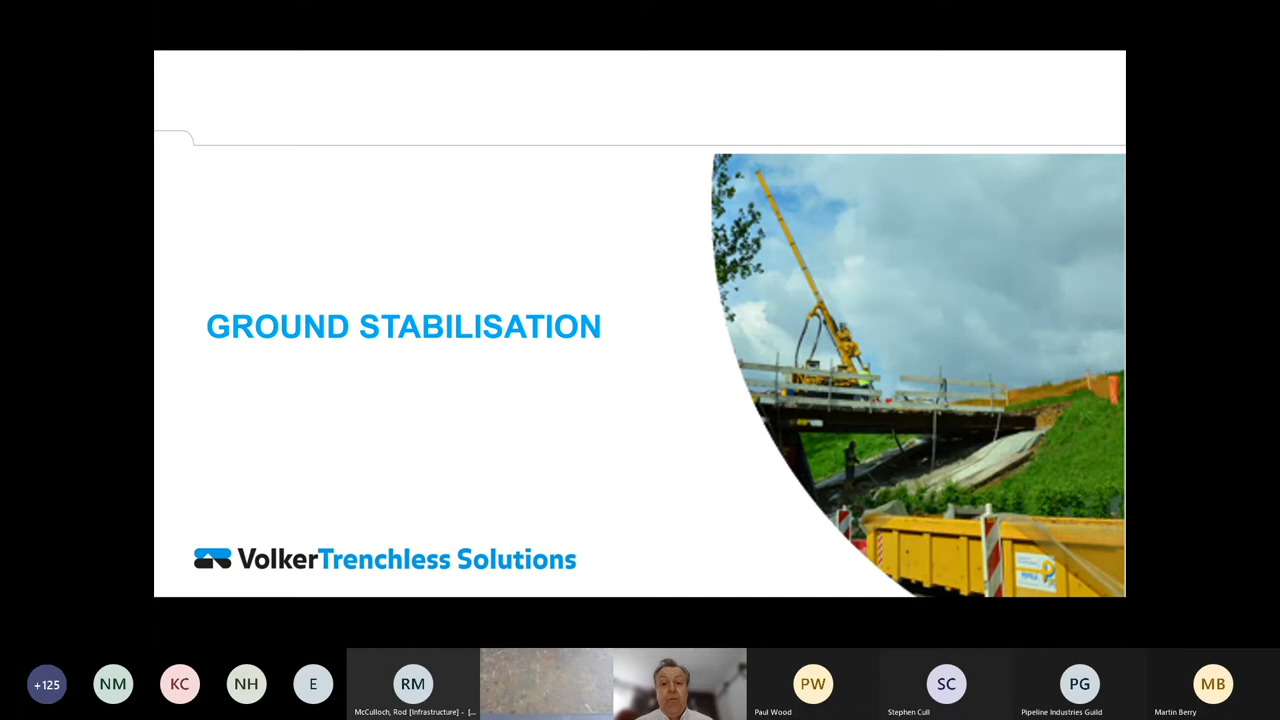 GROUND STABILISATION
VolkerTrenchless Solutions
+125
NM
KC
NH
E
RM
McCulloch, Rod [Infrastructure] - [...
PW
Paul Wood
SC
Stephen Cull
PG
Pipeline Industries Guild
MB
Martin Berry